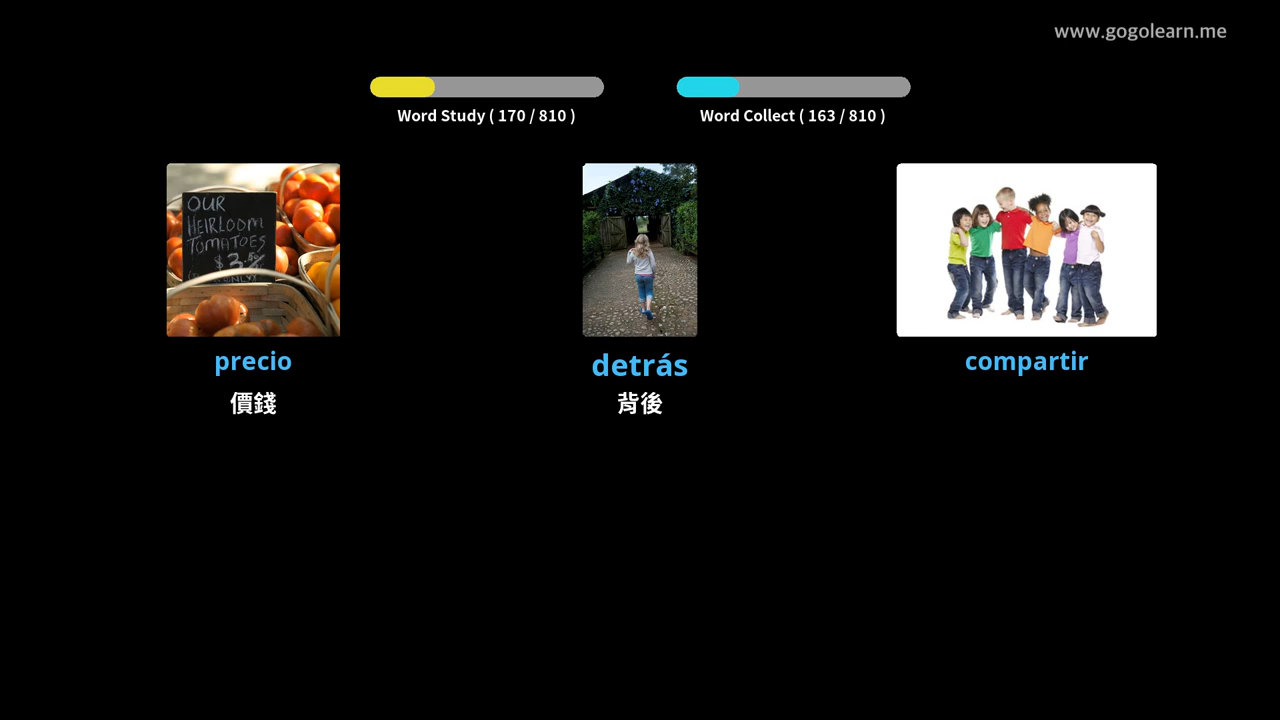 www.gogolearn.me
Word Study ( 170 / 810 )
Word Collect ( 163 / 810 )
OUR
HEIRLOOM
TOMATOES
precio
detrás
compartir
價錢
背後